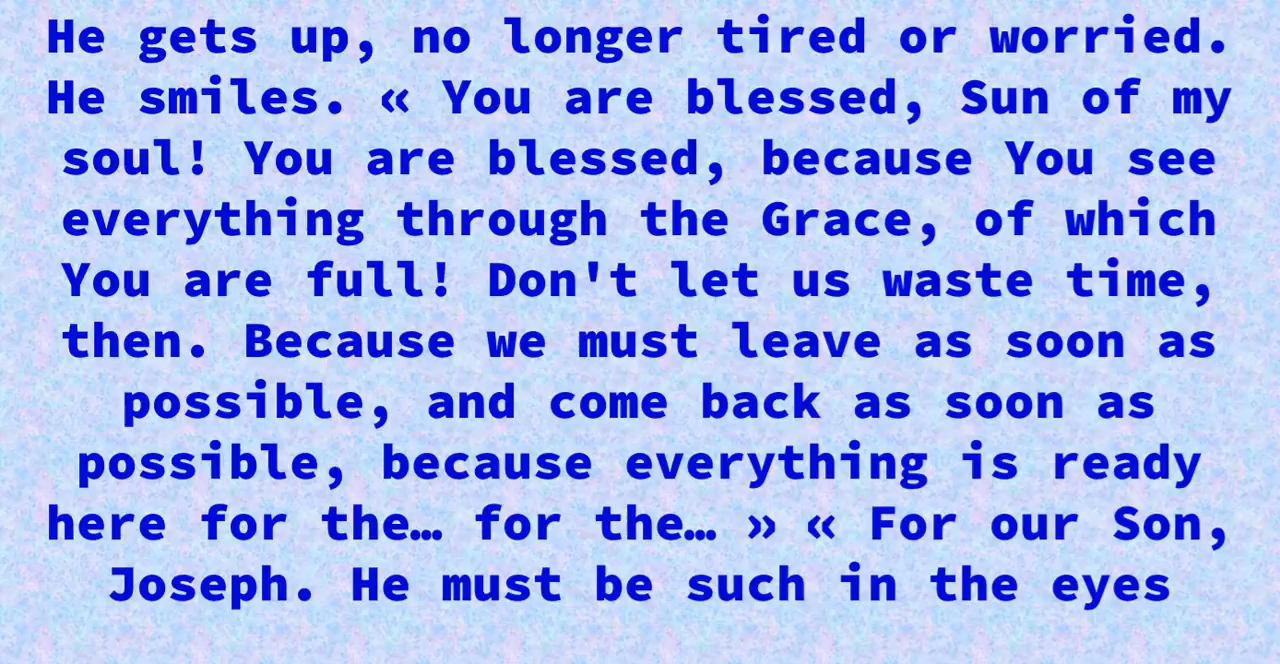 He gets up, no longer tired or worried.
He smiles. « You are blessed, Sun of my
soul! You are blessed, because You see
everything through the Grace, of which
You are full! Don't let us waste time,
then. Because we must leave as soon as
possible, and come back as soon as
possible, because everything is ready
here for the… for the… » « For our Son,
Joseph. He must be such in the eyes